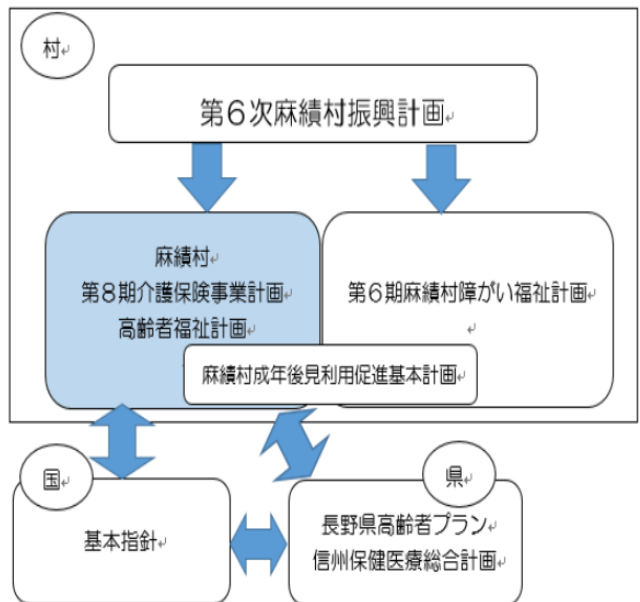 村
第６次麻績村振興計画
麻績村
第８期介護保険事業計画
高齢者福祉計画
第６期麻績村障がい福祉計画
麻績村成年後見利用促進基本計画
国
基本指針
県
長野県高齢者プラン
信州保健医療総合計画